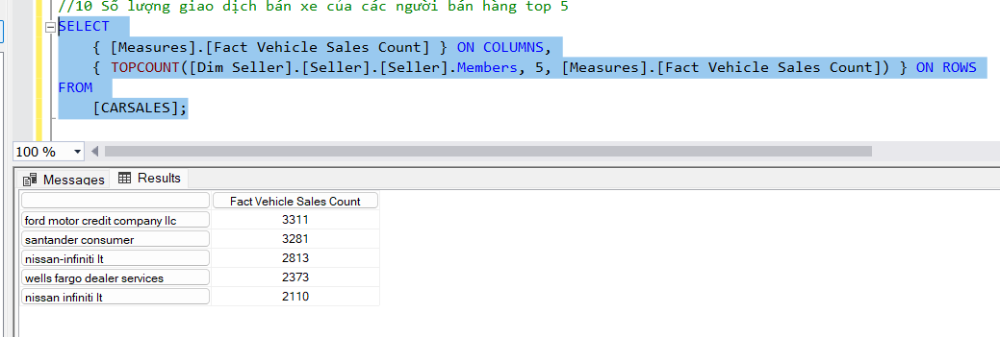 //10 Số lượng giao dịch bán xe của các người bán hàng top 5
SELECT
{ [Measures].[Fact Vehicle Sales Count] } ON COLUMNS,
{ TOPCOUNT([Dim Seller].[Seller].[Seller].Members, 5, [Measures].[Fact Vehicle Sales Count]) } ON ROWS
FROM
[CARSALES];
100 %
Messages Results
Fact Vehicle Sales Count
ford motor credit company llc 3311
santander consumer 3281
nissan-infiniti lt 2813
wells fargo dealer services 2373
nissan infiniti lt 2110